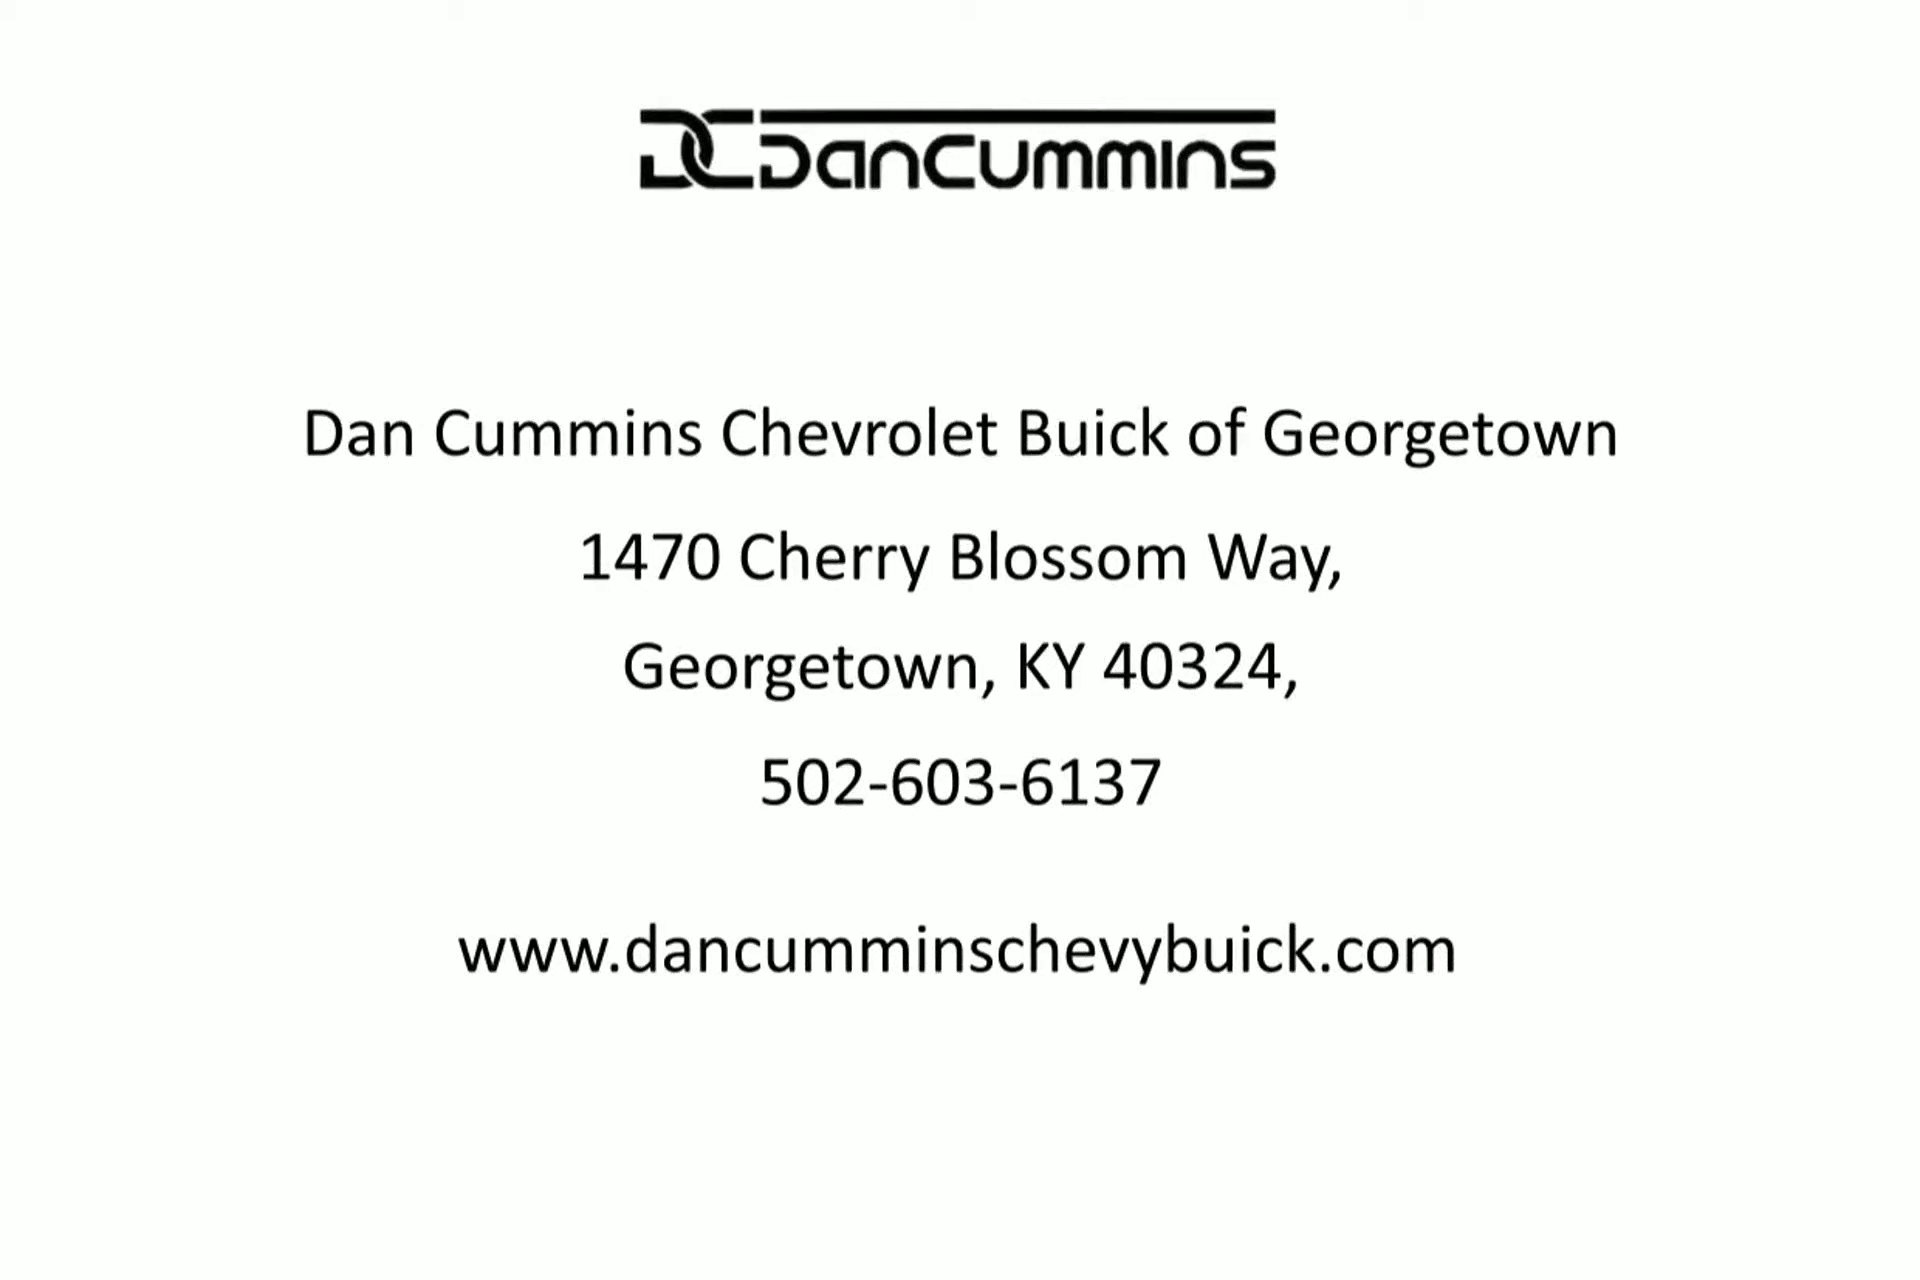 DC DanCummins
Dan Cummins Chevrolet Buick of Georgetown
1470 Cherry Blossom Way,
Georgetown, KY 40324,
502-603-6137
www.dancumminschevybuick.com